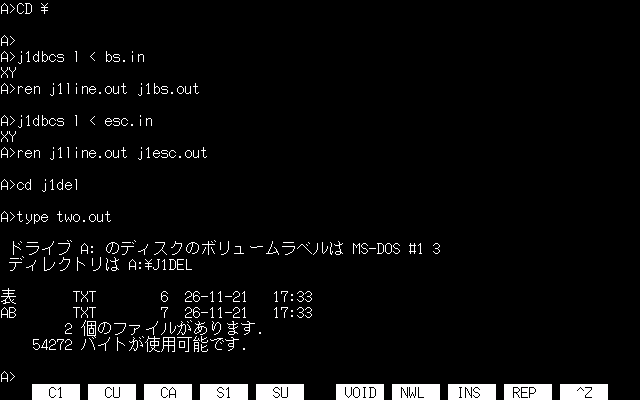 A>CD ¥
A>
A>j1dbcs l < bs.in
XY
A>ren j1line.out j1bs.out
A>j1dbcs l < esc.in
XY
A>ren j1line.out j1esc.out
A>cd j1del
A>type two.out
ドライブ A: のディスクのボリュームラベルは MS-DOS #1 3
ディレクトリは A:¥J1DEL
表 TXT 6 26-11-21 17:33
AB TXT 7 26-11-21 17:33
2 個のファイルがあります.
54272 バイトが使用可能です.
A>
C1 CU CA S1 SU VOID NWL INS REP ^Z